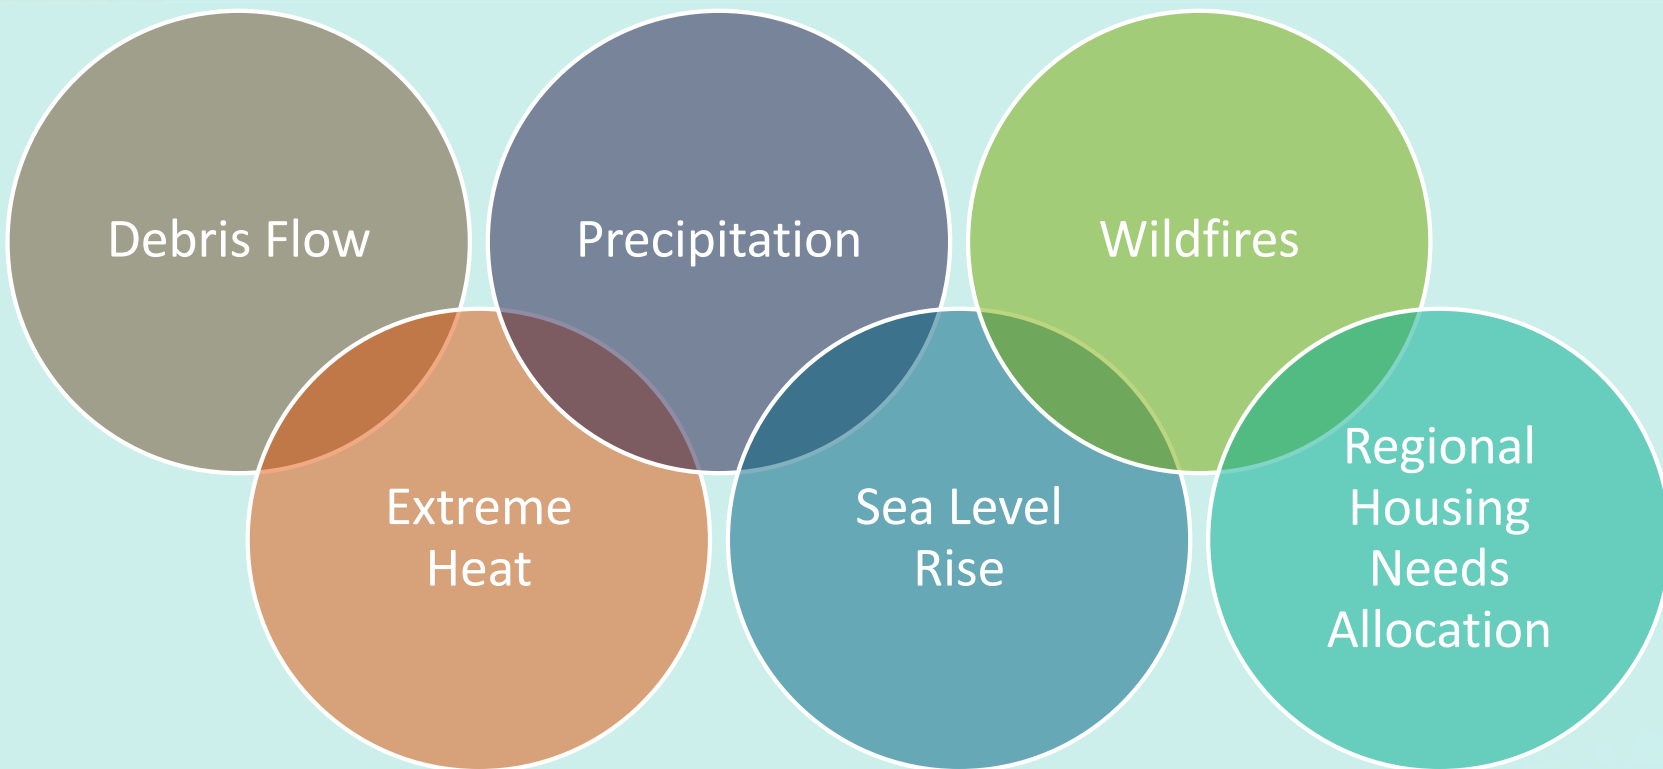 Debris Flow
Precipitation
Wildfires
Extreme
Heat
Sea Level
Rise
Regional
Housing
Needs
Allocation